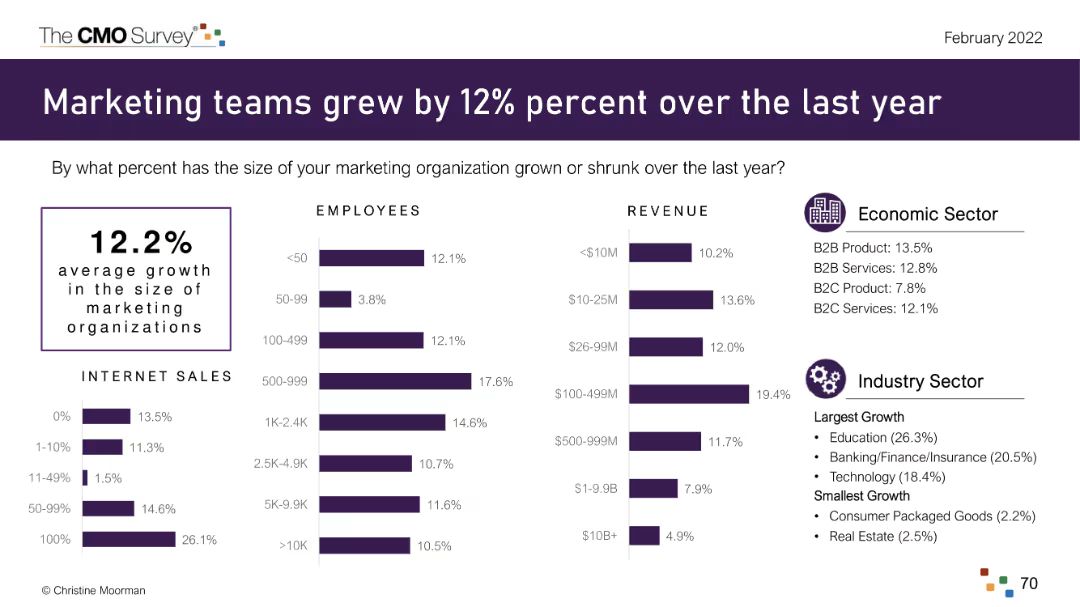 The CMO Survey®
February 2022
Marketing teams grew by 12% percent over the last year
By what percent has the size of your marketing organization grown or shrunk over the last year?
12.2%
average growth
in the size of
marketing
organizations
INTERNET SALES
0% 13.5%
1-10% 11.3%
11-49% 1.5%
50-99% 14.6%
100% 26.1%
EMPLOYEES
<50 12.1%
50-99 3.8%
100-499 12.1%
500-999 17.6%
1K-2.4K 14.6%
2.5K-4.9K 10.7%
5K-9.9K 11.6%
>10K 10.5%
REVENUE
<$10M 10.2%
$10-25M 13.6%
$26-99M 12.0%
$100-499M 19.4%
$500-999M 11.7%
$1-9.9B 7.9%
$10B+ 4.9%
Economic Sector
B2B Product: 13.5%
B2B Services: 12.8%
B2C Product: 7.8%
B2C Services: 12.1%
Industry Sector
Largest Growth
• Education (26.3%)
• Banking/Finance/Insurance (20.5%)
• Technology (18.4%)
Smallest Growth
• Consumer Packaged Goods (2.2%)
• Real Estate (2.5%)
© Christine Moorman
70